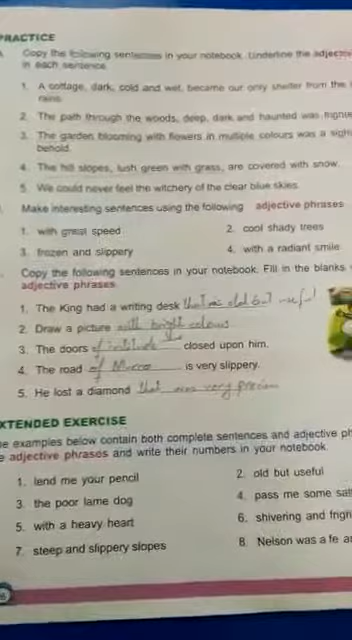 PRACTICE
Copy the following sentences in your notebook. Underline the
in each sentence.
1. A cottage, dark, cold and wet, became our only shelter from the
rains.
2. The path through the woods, deep, dark and haunted was
3. The garden blooming with flowers in multiple colours was a
behold.
4. The hill slopes, lush green with grass, are covered with snow.
5. We could never feel the witchery of the clear blue skies.
Make interesting sentences using the following adjective phrases
1. with great speed
2. cool shady trees
3. frozen and slippery
4. with a radiant smile
Copy the following sentences in your notebook. Fill in the blanks
adjective phrases
1. The King had a writing desk old but useful
2. Draw a picture with bright colours
3. The doors of closed upon him.
4. The road of is very slippery.
5. He lost a diamond that was very
EXTENDED EXERCISE
examples below contain both complete sentences and adjective
adjective phrases and write their numbers in your notebook.
1. lend me your pencil
2. old but useful
3. the poor lame dog
4. pass me some
5. with a heavy heart
6. shivering and
7. steep and slippery slopes
8. Nelson was a